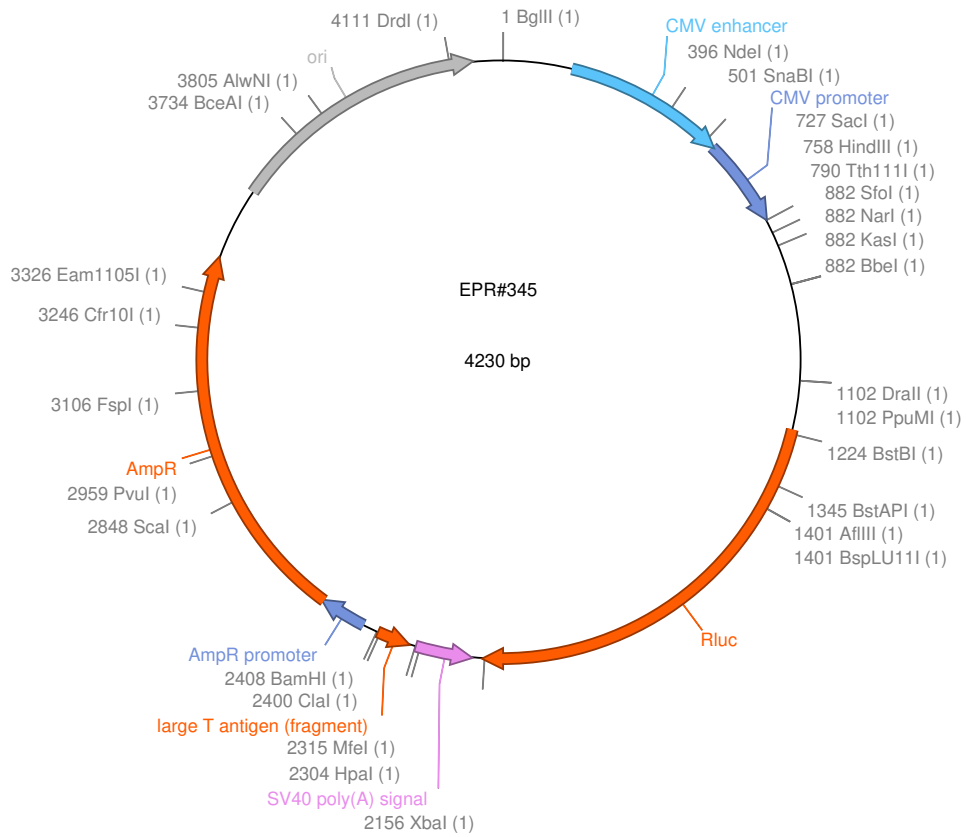 4111 DrdI (1)
1 BglII (1)
CMV enhancer
396 NdeI (1)
501 SnaBI (1)
CMV promoter
727 SacI (1)
758 HindIII (1)
790 Tth111I (1)
882 SfoI (1)
882 NarI (1)
882 KasI (1)
882 BbeI (1)
ori
3805 AlwNI (1)
3734 BceAI (1)
3326 Eam1105I (1)
3246 Cfr10I (1)
3106 FspI (1)
AmpR
2959 PvuI (1)
2848 ScaI (1)
EPR#345
4230 bp
1102 DraII (1)
1102 PpuMI (1)
1224 BstBI (1)
1345 BstAPI (1)
1401 AflIII (1)
1401 BspLU11I (1)
Rluc
AmpR promoter
2408 BamHI (1)
2400 ClaI (1)
large T antigen (fragment)
2315 MfeI (1)
2304 HpaI (1)
SV40 poly(A) signal
2156 XbaI (1)